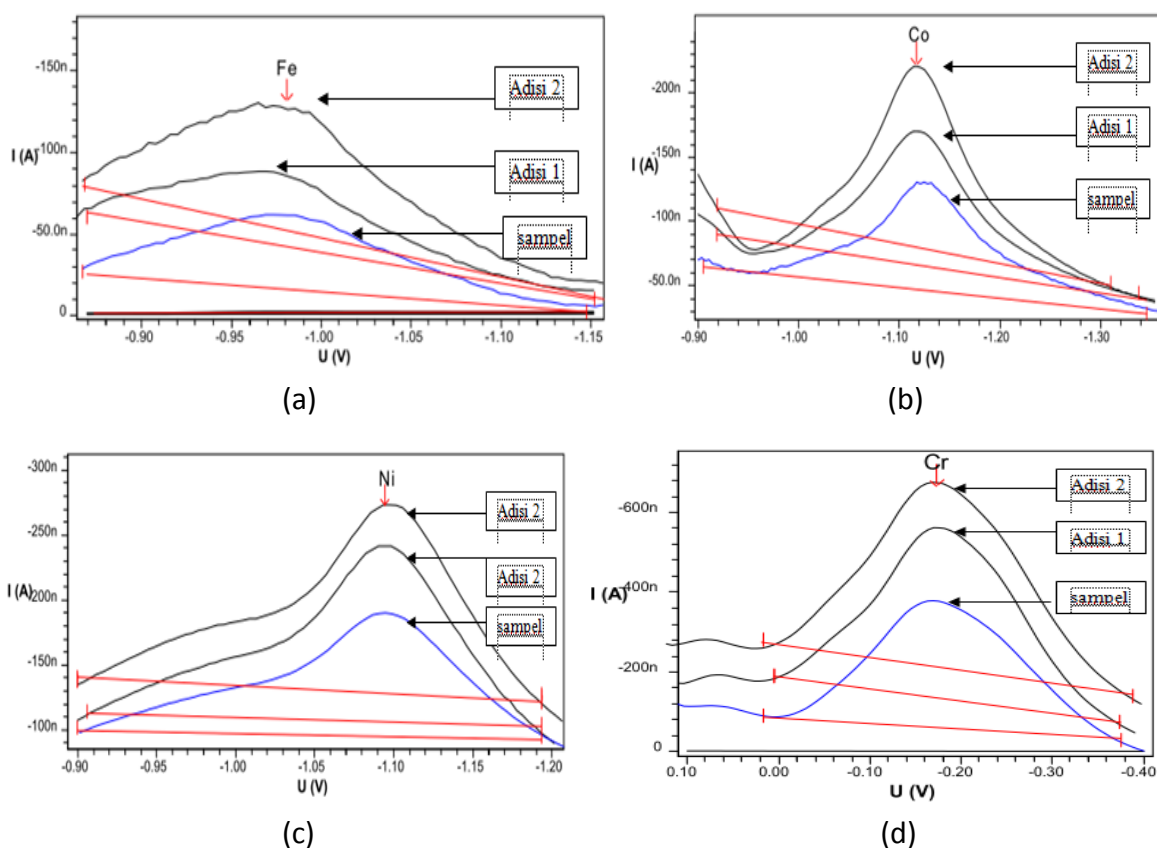 Fe
Adisi 2
Adisi 1
sampel
-150n
-100n
I (A)
-50.0n
0
-0.90
-0.95
-1.00
-1.05
-1.10
-1.15
U (V)
(a)
Co
Adisi 2
Adisi 1
sampel
-200n
-150n
I (A)
-100n
-50.0n
-0.90
-1.00
-1.10
-1.20
-1.30
U (V)
(b)
Ni
Adisi 2
Adisi 2
sampel
-300n
-250n
I (A)
-200n
-150n
-100n
-0.90
-0.95
-1.00
-1.05
-1.10
-1.15
-1.20
U (V)
(c)
Cr
Adisi 2
Adisi 1
sampel
-600n
I (A)
-400n
-200n
0
0.10
0.00
-0.10
-0.20
-0.30
-0.40
U (V)
(d)